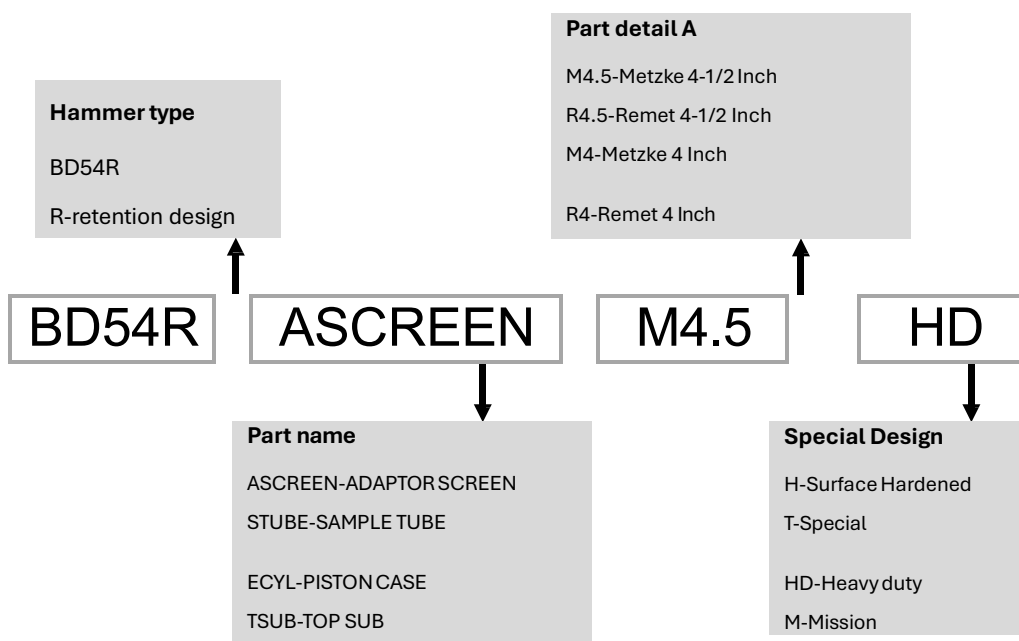 Part detail A
M4.5-Metzke 4-1/2 Inch
R4.5-Remet 4-1/2 Inch
M4-Metzke 4 Inch
R4-Remet 4 Inch
Hammer type
BD54R
R-retention design
BD54R ASCREEN M4.5 HD
Part name
ASCREEN-ADAPTOR SCREEN
STUBE-SAMPLE TUBE
ECYL-PISTON CASE
TSUB-TOP SUB
Special Design
H-Surface Hardened
T-Special
HD-Heavy duty
M-Mission